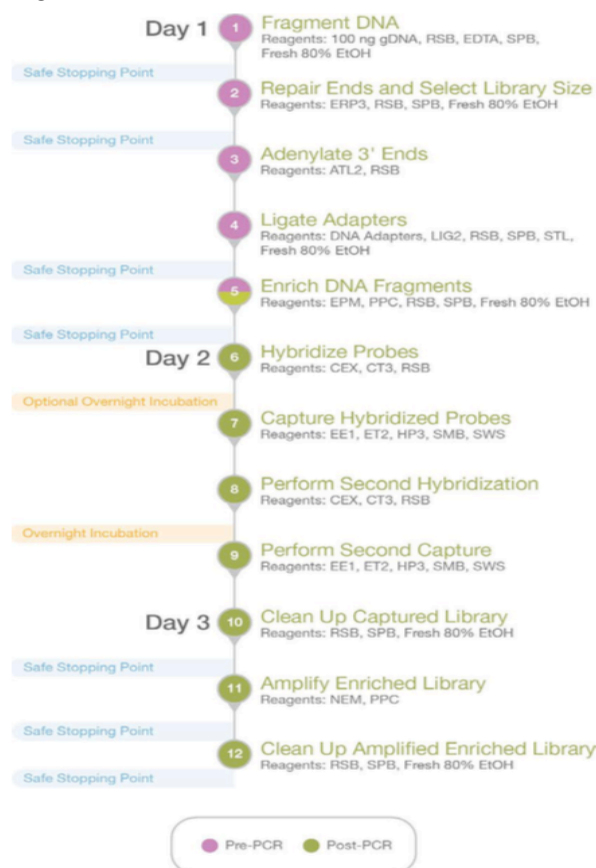 Day 1
1
Fragment DNA
Reagents: 100 ng gDNA, RSB, EDTA, SPB,
Fresh 80% EtOH
Safe Stopping Point
2
Repair Ends and Select Library Size
Reagents: ERP3, RSB, SPB, Fresh 80% EtOH
Safe Stopping Point
3
Adenylate 3' Ends
Reagents: ATL2, RSB
4
Ligate Adapters
Reagents: DNA Adapters, LIG2, RSB, SPB, STL,
Fresh 80% EtOH
Safe Stopping Point
5
Enrich DNA Fragments
Reagents: EPM, PPC, RSB, SPB, Fresh 80% EtOH
Safe Stopping Point
Day 2
6
Hybridize Probes
Reagents: CEX, CT3, RSB
Optional Overnight Incubation
7
Capture Hybridized Probes
Reagents: EE1, ET2, HP3, SMB, SWS
8
Perform Second Hybridization
Reagents: CEX, CT3, RSB
Overnight Incubation
9
Perform Second Capture
Reagents: EE1, ET2, HP3, SMB, SWS
Day 3
10
Clean Up Captured Library
Reagents: RSB, SPB, Fresh 80% EtOH
Safe Stopping Point
11
Amplify Enriched Library
Reagents: NEM, PPC
Safe Stopping Point
12
Clean Up Amplified Enriched Library
Reagents: RSB, SPB, Fresh 80% EtOH
Safe Stopping Point
Pre-PCR
Post-PCR